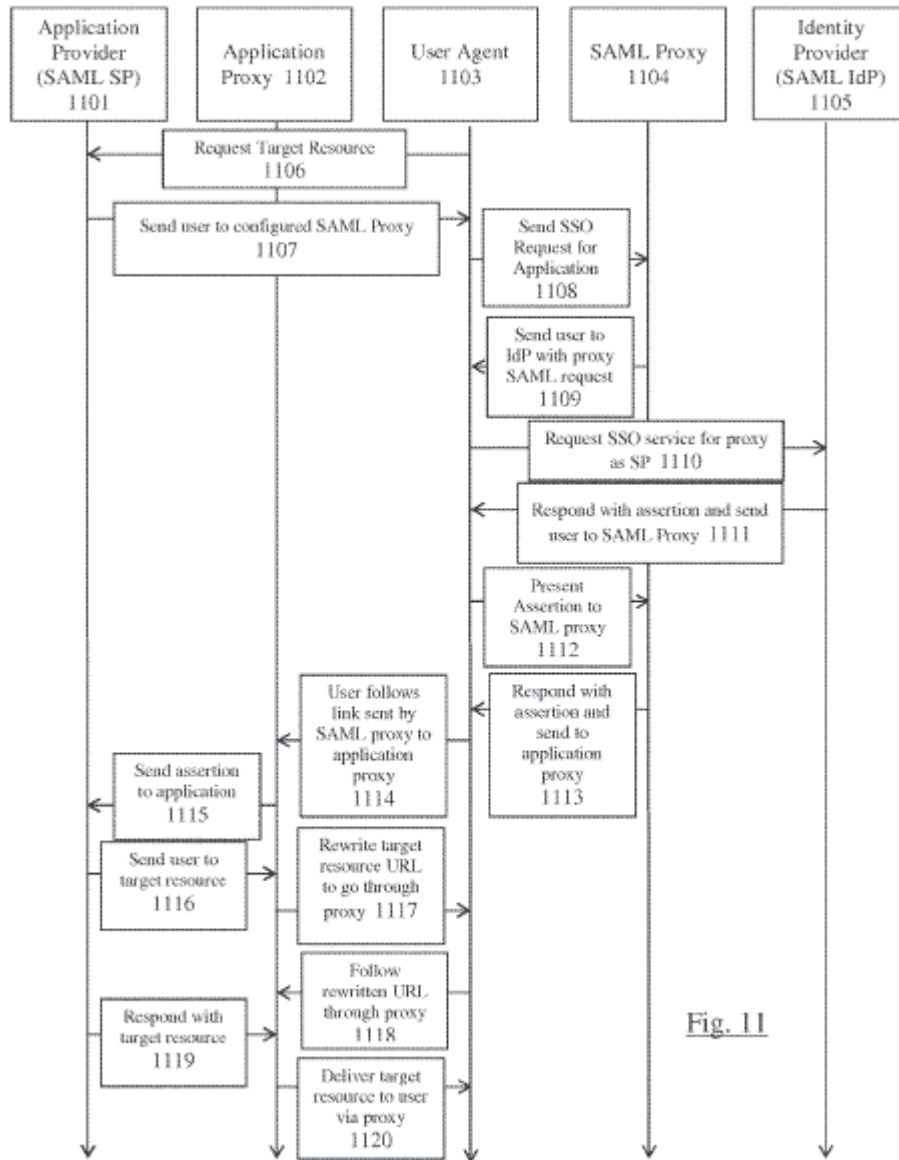 Application
Provider
(SAML SP)
1101
Application
Proxy 1102
User Agent
1103
SAML Proxy
1104
Identity
Provider
(SAML IdP)
1105
Request Target Resource
1106
Send user to configured SAML Proxy
1107
Send SSO
Request for
Application
1108
Send user to
IdP with proxy
SAML request
1109
Request SSO service for proxy
as SP 1110
Respond with assertion and send
user to SAML Proxy 1111
Present
Assertion to
SAML proxy
1112
Respond with
assertion and
send to
application
proxy
1113
User follows
link sent by
SAML proxy to
application
proxy
1114
Send assertion
to application
1115
Send user to
target resource
1116
Rewrite target
resource URL
to go through
proxy 1117
Follow
rewritten URL
through proxy
1118
Respond with
target resource
1119
Deliver target
resource to user
via proxy
1120
Fig. 11